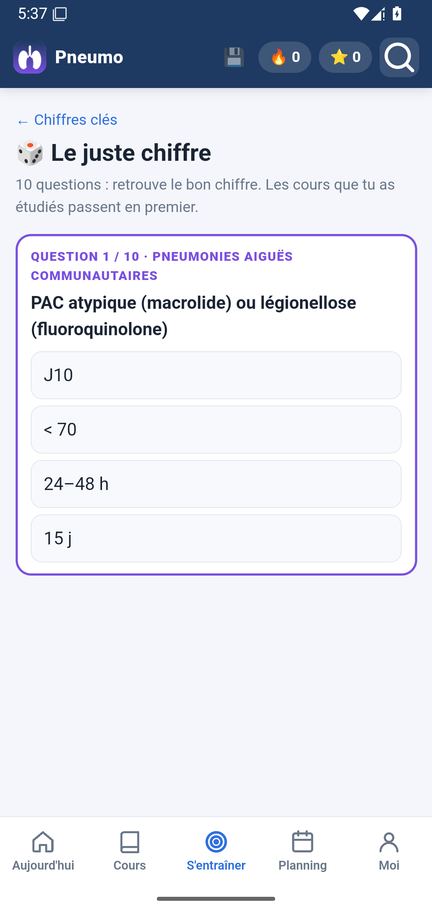 5:37
Pneumo
0
0
← Chiffres clés
Le juste chiffre
10 questions : retrouve le bon chiffre. Les cours que tu as
étudiés passent en premier.
QUESTION 1 / 10 · PNEUMONIES AIGUËS
COMMUNAUTAIRES
PAC atypique (macrolide) ou légionellose
(fluoroquinolone)
J10
< 70
24–48 h
15 j
Aujourd'hui
Cours
S'entraîner
Planning
Moi